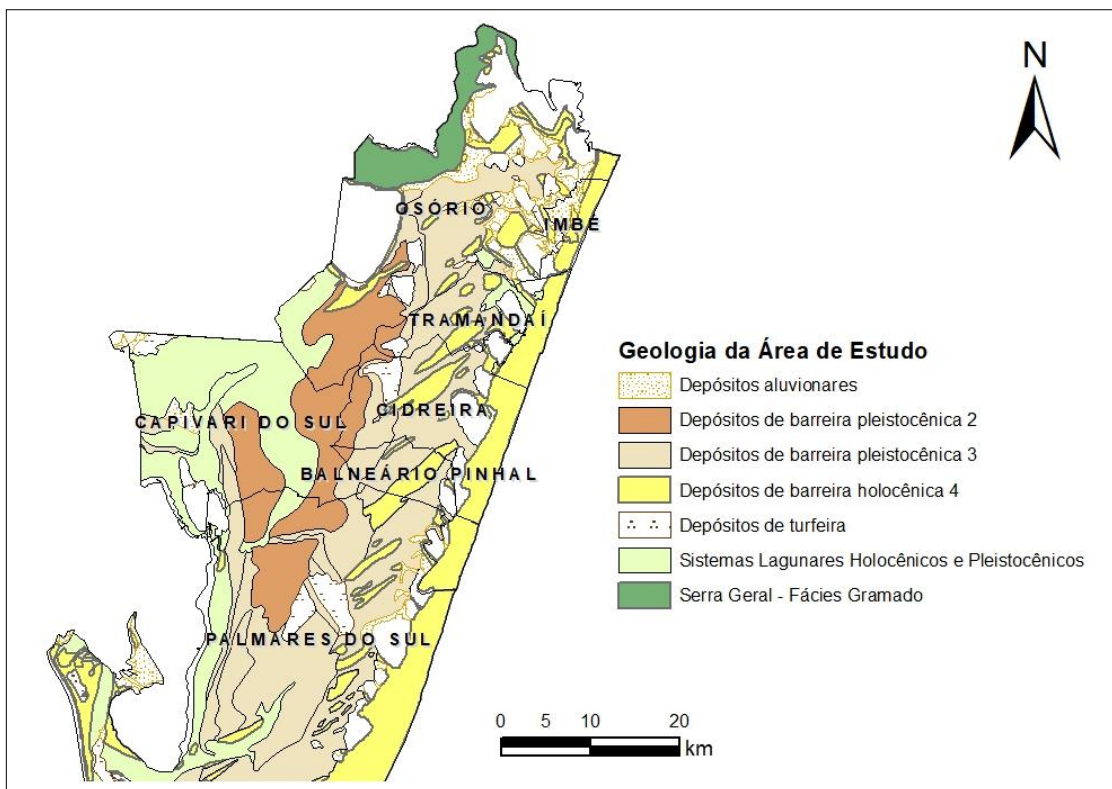 N
OSÓRIO
IMBÉ
TRAMANDAÍ
CIDREIRA
CAPIVARI DO SUL
BALNEÁRIO PINHAL
PALMARES DO SUL
Geologia da Área de Estudo
Depósitos aluvionares
Depósitos de barreira pleistocênica 2
Depósitos de barreira pleistocênica 3
Depósitos de barreira holocênica 4
Depósitos de turfeira
Sistemas Lagunares Holocênicos e Pleistocênicos
Serra Geral - Fácies Gramado
0 5 10 20
km